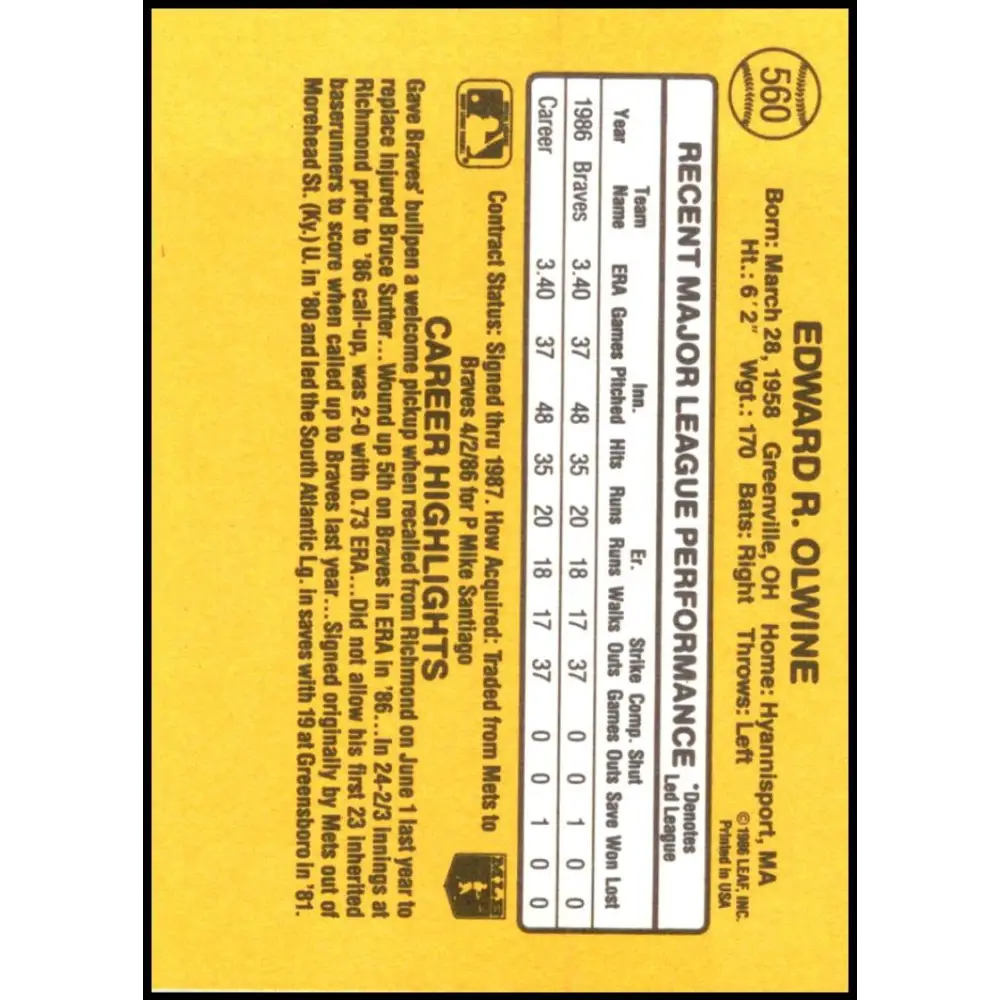 560
EDWARD R. OLWINE
Born: March 28, 1958 Greenville, OH Home: Hyannisport, MA
Ht.: 6'2" Wgt.: 170 Bats: Right Throws: Left
©1986 LEAF, INC.
Printed in USA
RECENT MAJOR LEAGUE PERFORMANCE
*Denotes
Led League
Team Inn. Er. Strike Comp. Shut
Year Name ERA Games Pitched Hits Runs Runs Walks Outs Games Outs Save Won Lost
1986 Braves 3.40 37 48 35 20 18 17 37 0 0 1 0 0
Career 3.40 37 48 35 20 18 17 37 0 0 1 0 0
Contract Status: Signed thru 1987. How Acquired: Traded from Mets to
Braves 4/2/86 for P Mike Santiago
MLB
CAREER HIGHLIGHTS
Gave Braves' bullpen a welcome pickup when recalled from Richmond on June 1 last year to
replace injured Bruce Sutter...Wound up 5th on Braves in ERA in '86...In 24-2/3 innings at
Richmond prior to '86 call-up, was 2-0 with 0.73 ERA...Did not allow his first 23 inherited
baserunners to score when called up to Braves last year...Signed originally by Mets out of
Morehead St. (Ky.) U. in '80 and led the South Atlantic Lg. in saves with 19 at Greensboro in '81.